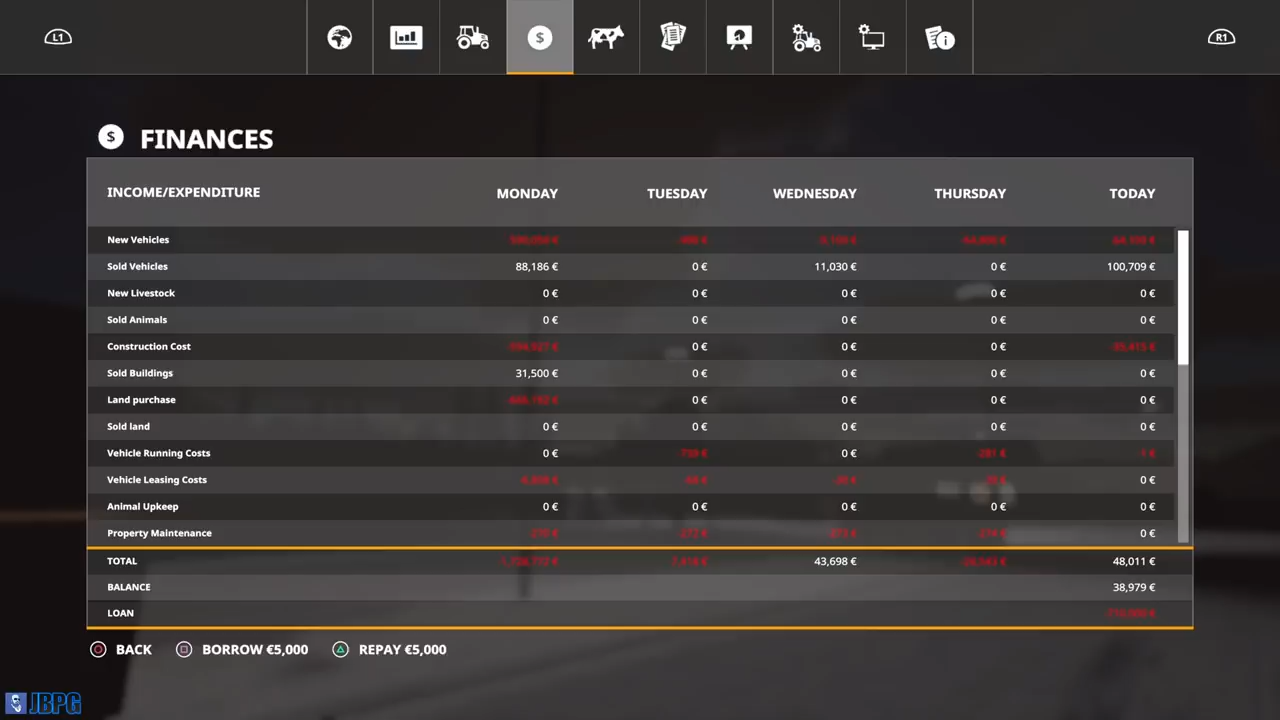 L1 R1
$ FINANCES
INCOME/EXPENDITURE MONDAY TUESDAY WEDNESDAY THURSDAY TODAY
New Vehicles
Sold Vehicles 88,186 € 0 € 11,030 € 0 € 100,709 €
New Livestock 0 € 0 € 0 € 0 € 0 €
Sold Animals 0 € 0 € 0 € 0 € 0 €
Construction Cost 0 € 0 € 0 €
Sold Buildings 31,500 € 0 € 0 € 0 € 0 €
Land purchase 0 € 0 € 0 € 0 €
Sold land 0 € 0 € 0 € 0 € 0 €
Vehicle Running Costs 0 € 0 € 1 €
Vehicle Leasing Costs 0 €
Animal Upkeep 0 € 0 € 0 € 0 € 0 €
Property Maintenance 0 €
TOTAL 43,698 € 48,011 €
BALANCE 38,979 €
LOAN
BACK BORROW €5,000 REPAY €5,000
JBPG